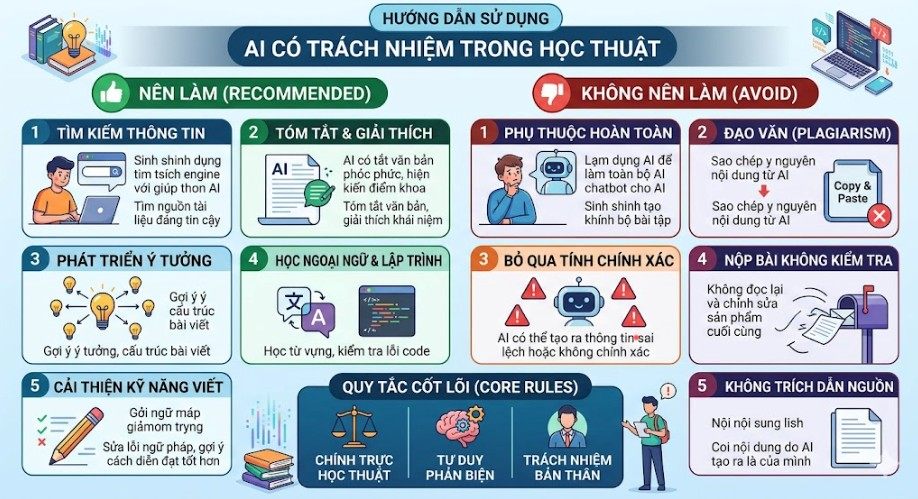 HƯỚNG DẪN SỬ DỤNG
AI CÓ TRÁCH NHIỆM TRONG HỌC THUẬT
NÊN LÀM (RECOMMENDED)
1 TÌM KIẾM THÔNG TIN
Sinh shinh dụng
tim tsích engine
với giúp thon AI
Tìm nguồn tài
liệu đáng tin cậy
2 TÓM TẮT & GIẢI THÍCH
AI
AI có tắt văn bản
phóc phức, hiện
kiến điểm khoa
Tóm tắt văn bản,
giải thích khái niệm
3 PHÁT TRIỂN Ý TƯỞNG
Gợi ý ý
cấu trúc
bài viết
Gợi ý ý tưởng, cấu trúc bài viết
4 HỌC NGOẠI NGỮ & LẬP TRÌNH
文
A
Học từ vựng, kiểm tra lỗi code
5 CẢI THIỆN KỸ NĂNG VIẾT
Gởi ngữ máp
giảmom tryng
Sửa lỗi ngữ pháp, gợi ý
cách diễn đạt tốt hơn
KHÔNG NÊN LÀM (AVOID)
1 PHỤ THUỘC HOÀN TOÀN
Lạm dụng AI để
làm toàn bộ AI
chatbot cho AI
Sinh shinh tạo
khính bộ bài tập
2 ĐẠO VĂN (PLAGIARISM)
Sao chép y nguyên
nội dung từ AI
Sao chép y nguyên
nội dung từ AI
Copy &
Paste
3 BỎ QUA TÍNH CHÍNH XÁC
AI có thể tạo ra thông tin sai
lệch hoặc không chính xác
4 NỘP BÀI KHÔNG KIỂM TRA
Không đọc lại
và chỉnh sửa
sản phẩm
cuối cùng
5 KHÔNG TRÍCH DẪN NGUỒN
Nội nôi sung lish
Coi nội dung do AI
tạo ra là của mình
QUY TẮC CỐT LÕI (CORE RULES)
CHÍNH TRỰC
HỌC THUẬT
TƯ DUY
PHẢN BIỆN
TRÁCH NHIỆM
BẢN THÂN